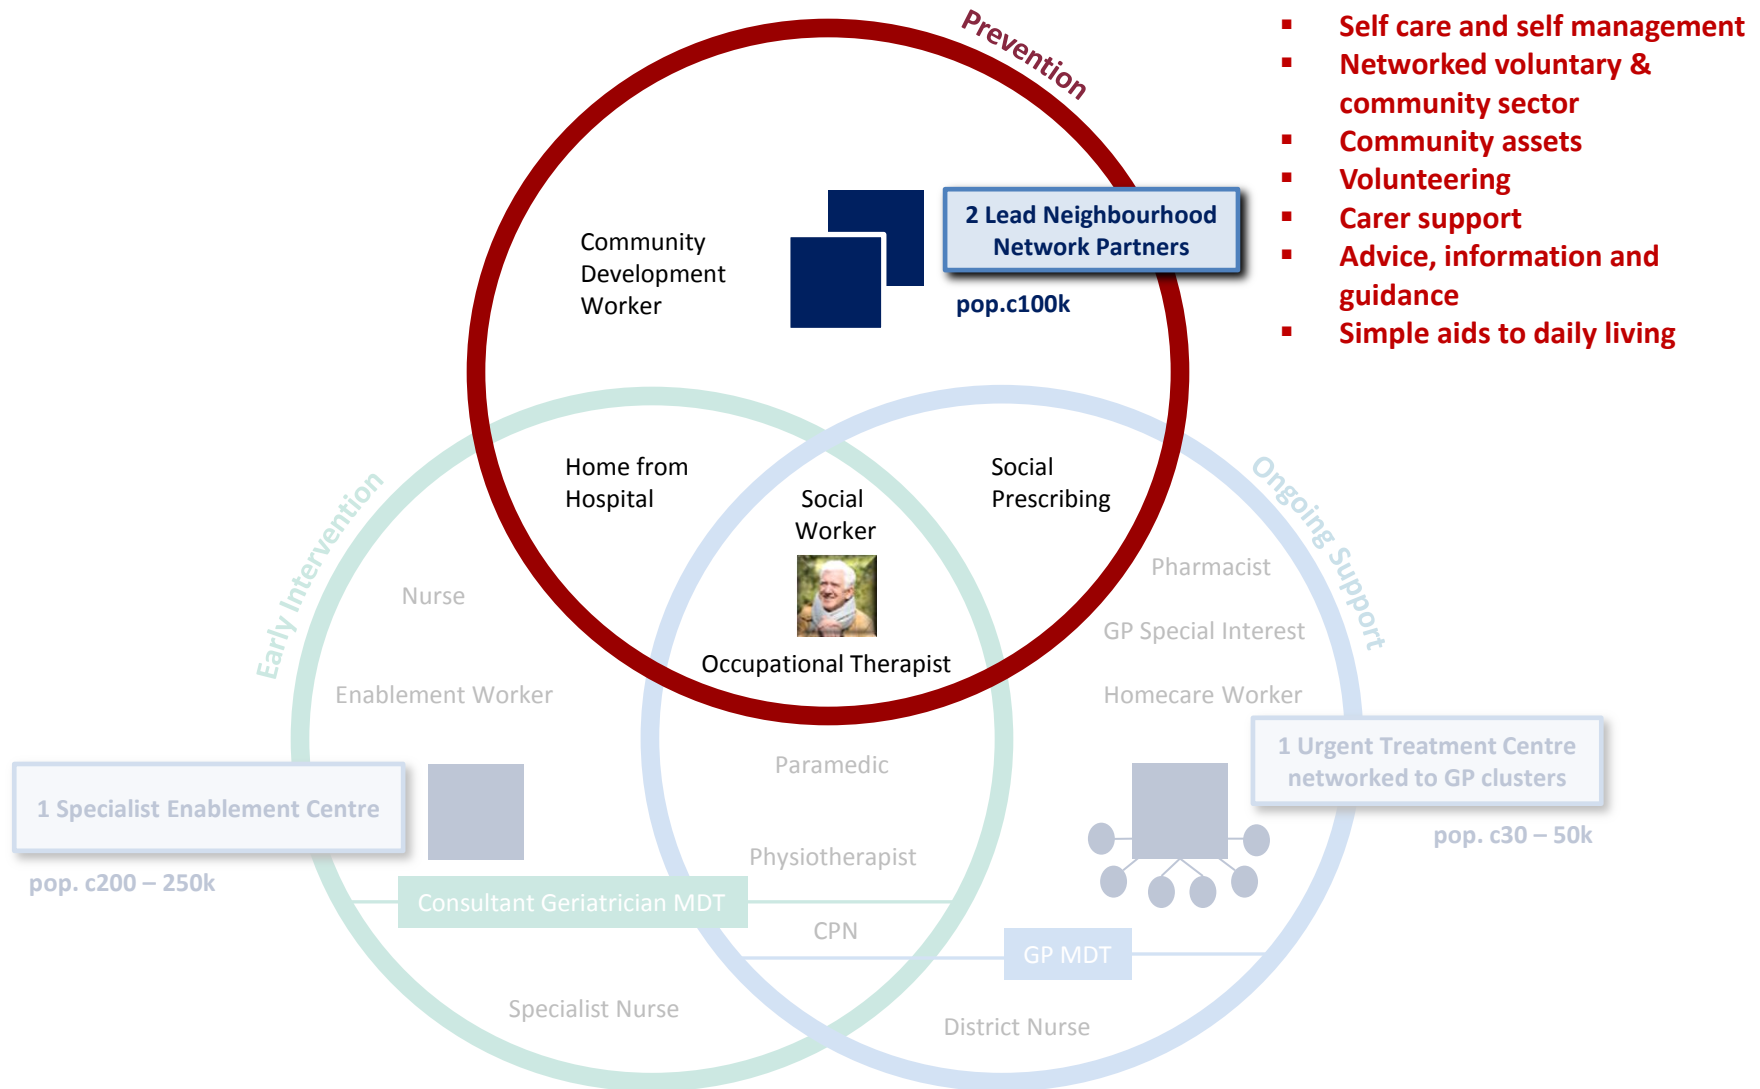 Prevention
▪ Self care and self management
▪ Networked voluntary &
community sector
▪ Community assets
▪ Volunteering
▪ Carer support
▪ Advice, information and
guidance
▪ Simple aids to daily living
2 Lead Neighbourhood
Network Partners
pop.c100k
Community
Development
Worker
Home from
Hospital
Social
Worker
Social
Prescribing
Occupational Therapist
Early Intervention
Nurse
Enablement Worker
1 Specialist Enablement Centre
pop. c200 – 250k
Ongoing Support
Pharmacist
GP Special Interest
Homecare Worker
1 Urgent Treatment Centre
networked to GP clusters
pop. c30 – 50k
Paramedic
Physiotherapist
Consultant Geriatrician MDT
CPN
GP MDT
Specialist Nurse
District Nurse